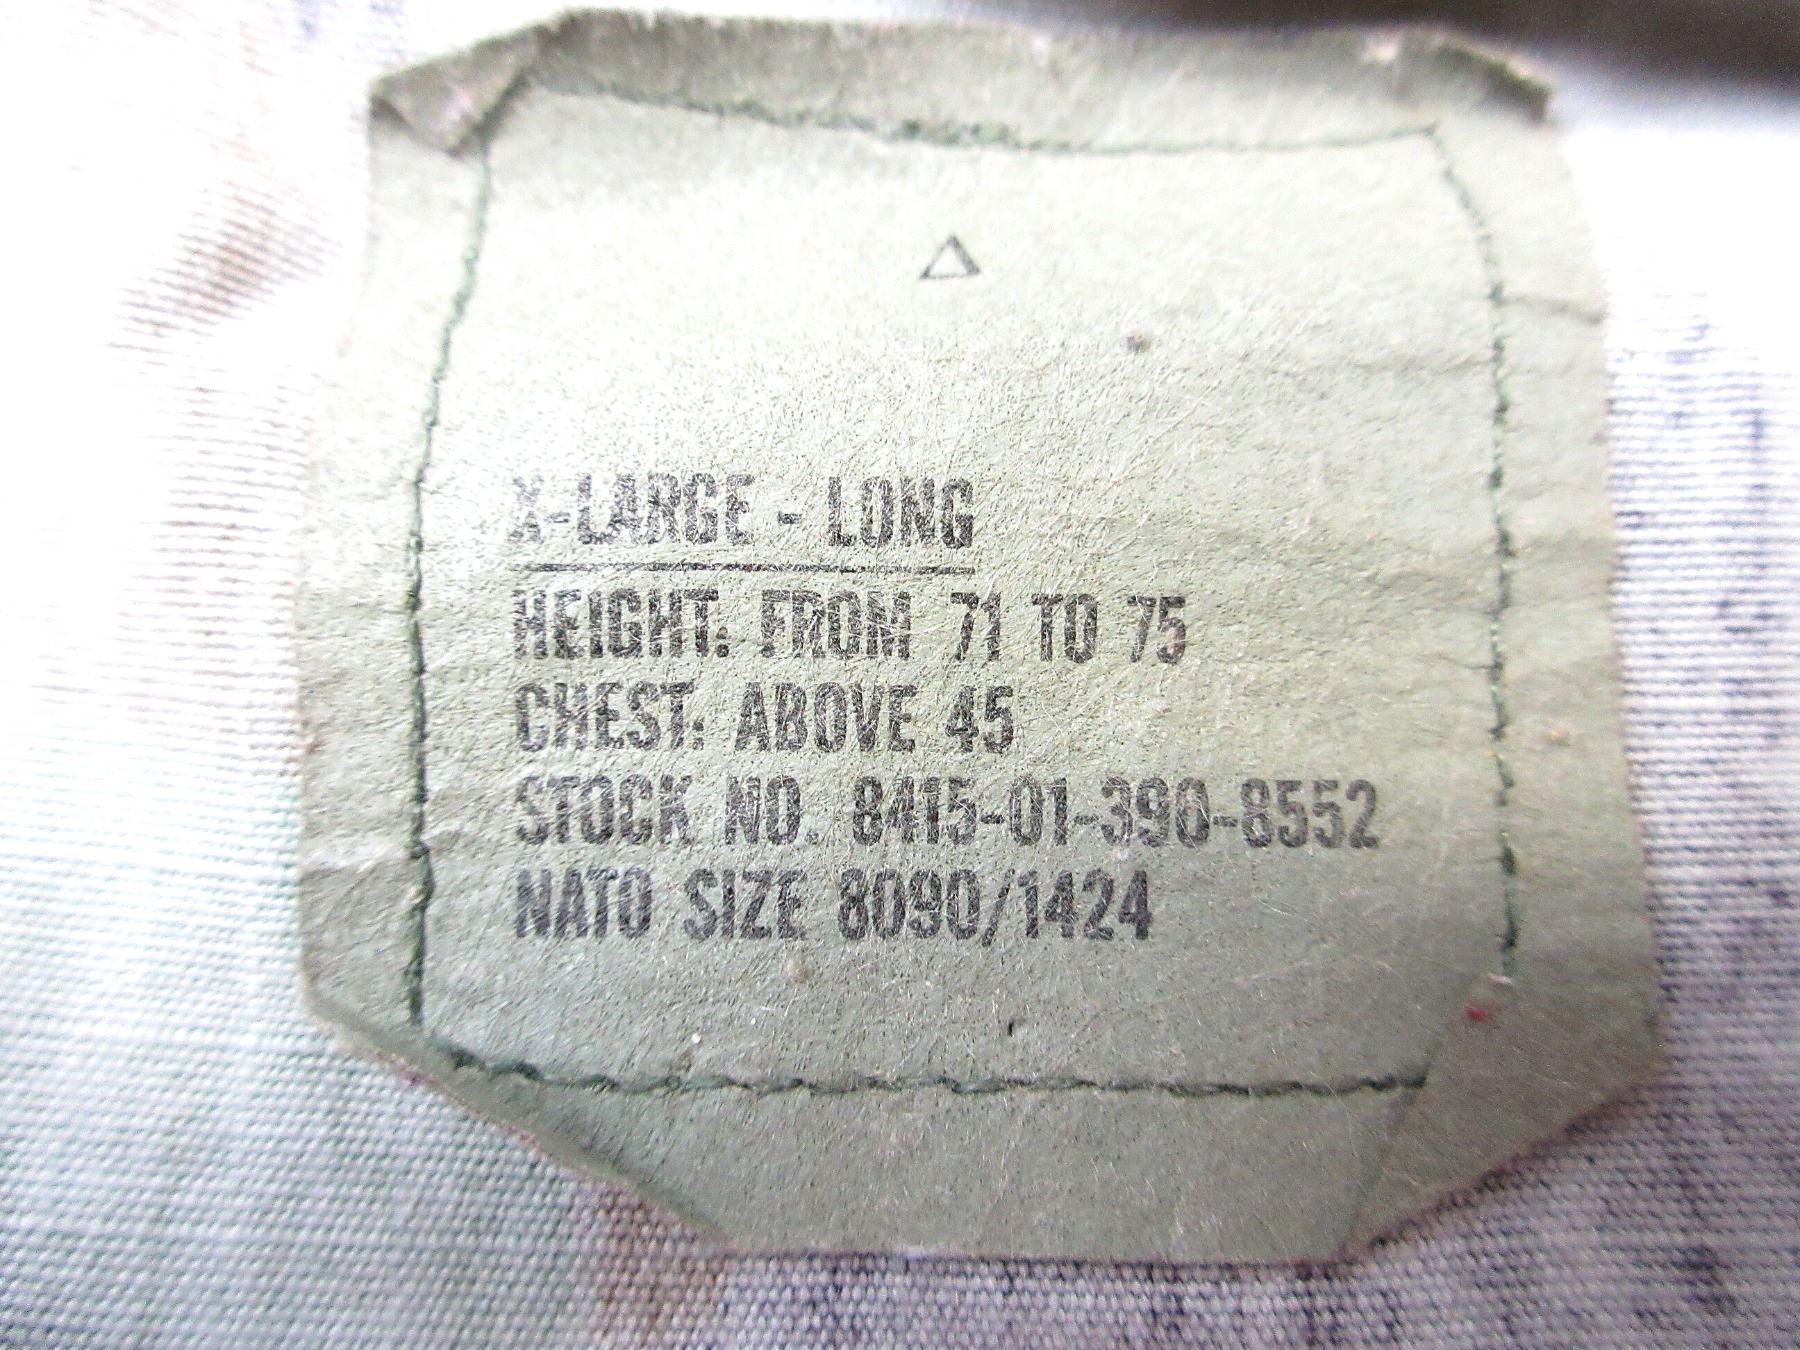 X-LARGE - LONG
HEIGHT: FROM 71 TO 75
CHEST: ABOVE 45
STOCK NO. 8415-01-390-8552
NATO SIZE 8090/1424